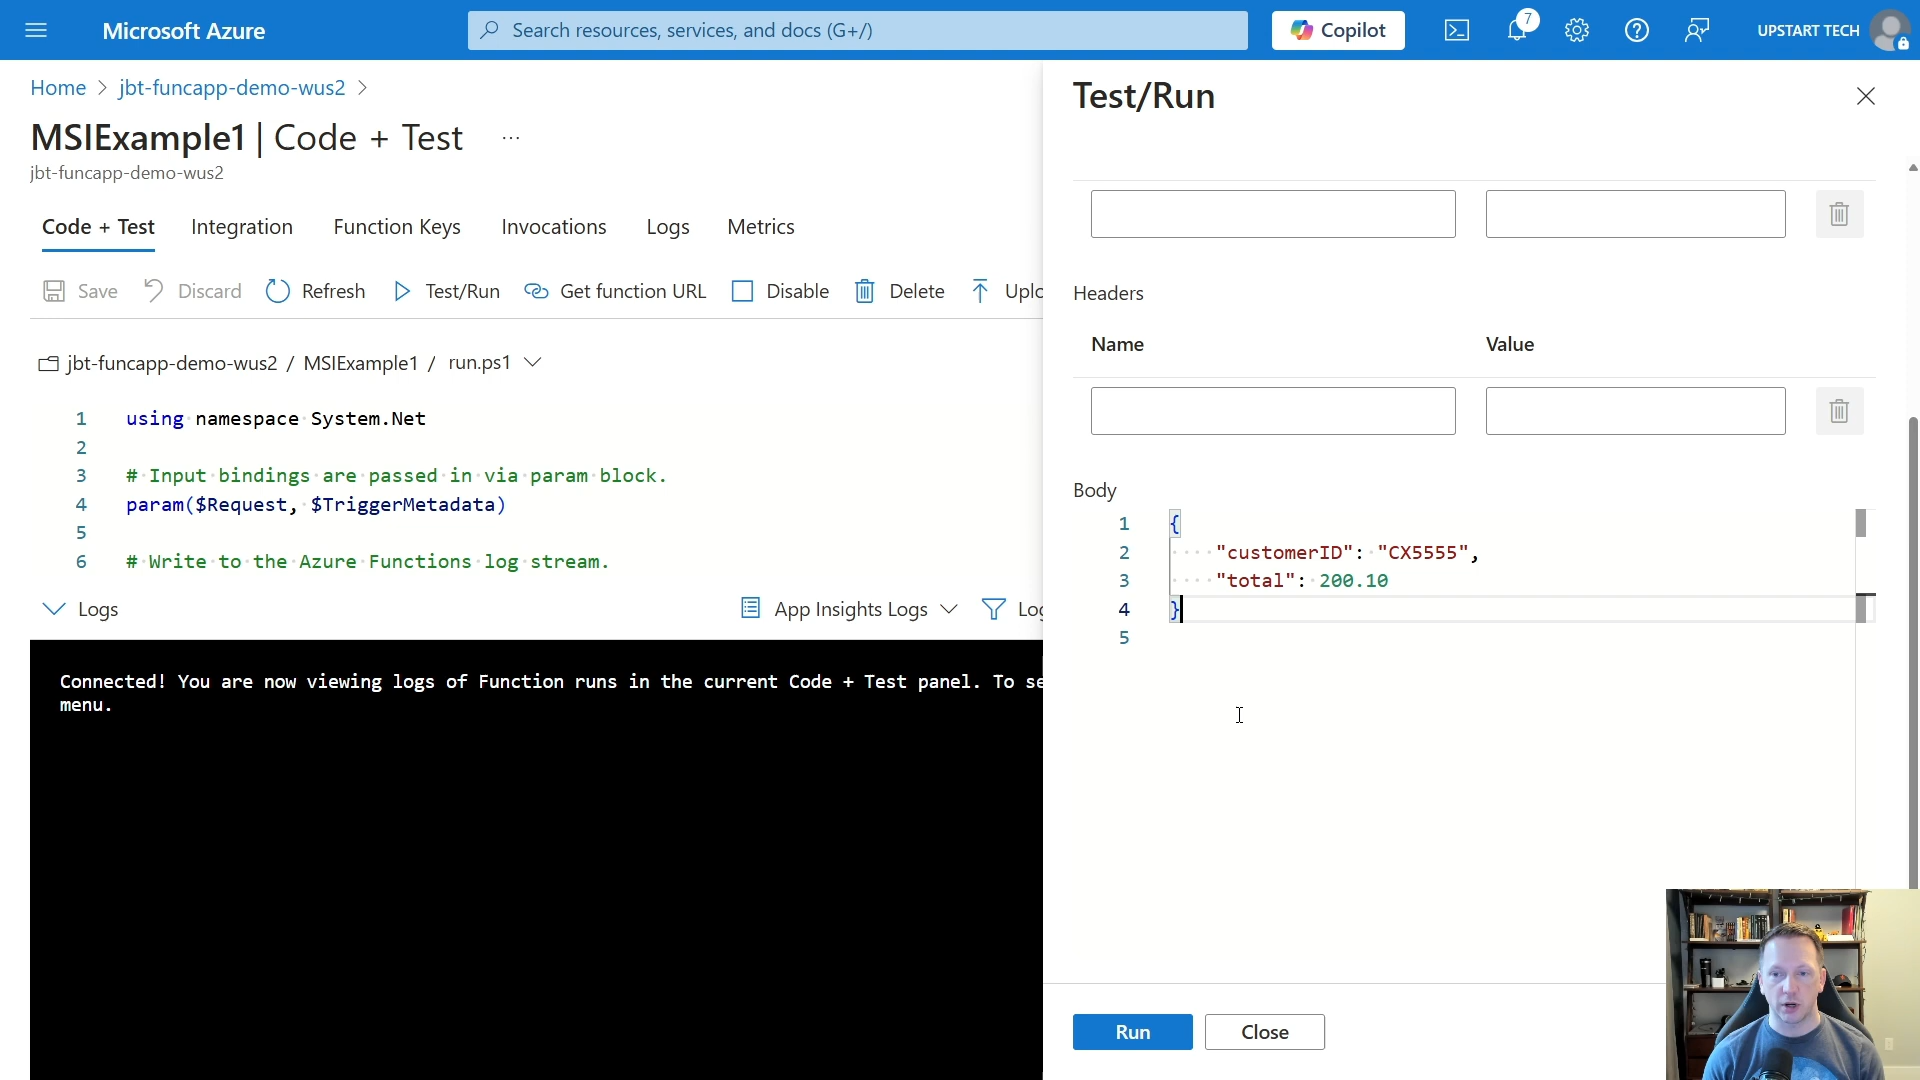 Microsoft Azure
Search resources, services, and docs (G+/)
Copilot
7
UPSTART TECH
Home > jbt-funcapp-demo-wus2 >
MSIExample1 | Code + Test ...
jbt-funcapp-demo-wus2
Code + Test Integration Function Keys Invocations Logs Metrics
Save Discard Refresh Test/Run Get function URL Disable Delete Uplo
jbt-funcapp-demo-wus2 / MSIExample1 / run.ps1
1 using namespace System.Net
2
3 # Input bindings are passed in via param block.
4 param($Request, $TriggerMetadata)
5
6 # Write to the Azure Functions log stream.
Logs App Insights Logs Log
Connected! You are now viewing logs of Function runs in the current Code + Test panel. To se
menu.
Test/Run
Headers
Name Value
Body
1 {
2 "customerID": "CX5555",
3 "total": 200.10
4 }
5
Run Close